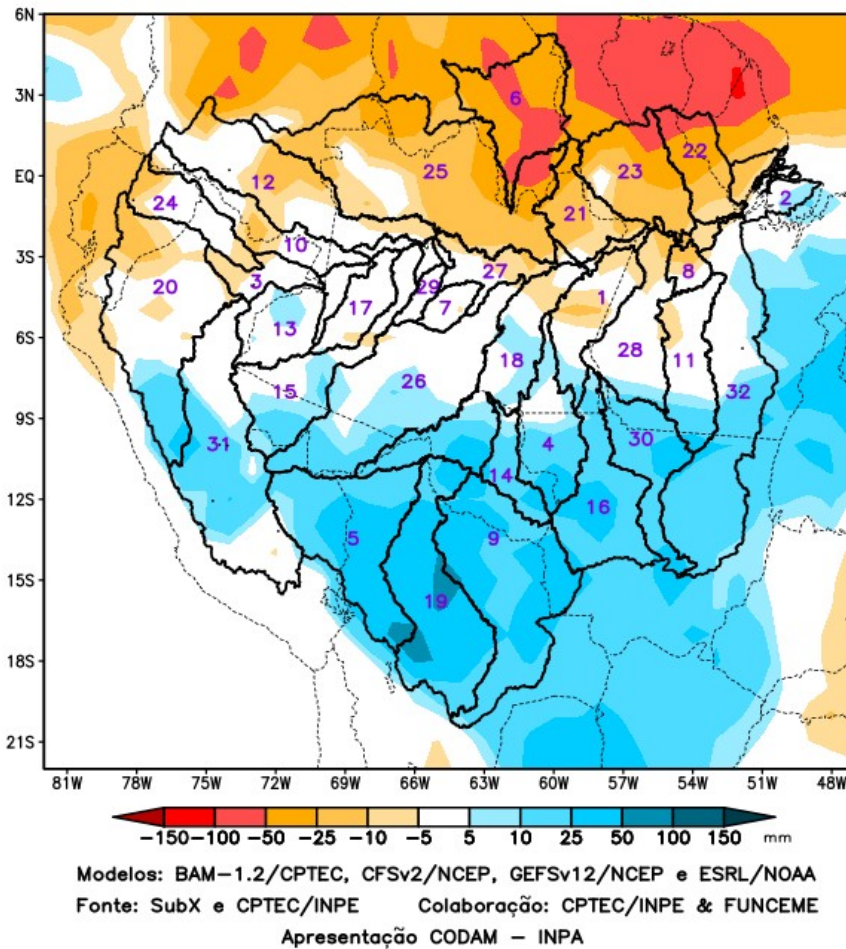 6N
3N
EQ
3S
6S
9S
12S
15S
18S
21S
6
25
23
22
12
24
2
21
10
3
20
27
8
29
1
17
7
13
28
18
11
15
26
32
31
4
30
14
16
5
9
19
81W 78W 75W 72W 69W 66W 63W 60W 57W 54W 51W 48W
-150 -100 -50 -25 -10 -5 5 10 25 50 100 150 mm
Modelos: BAM-1.2/CPTEC, CFSv2/NCEP, GEFSv12/NCEP e ESRL/NOAA
Fonte: SubX e CPTEC/INPE Colaboração: CPTEC/INPE & FUNCEME
Apresentação CODAM - INPA